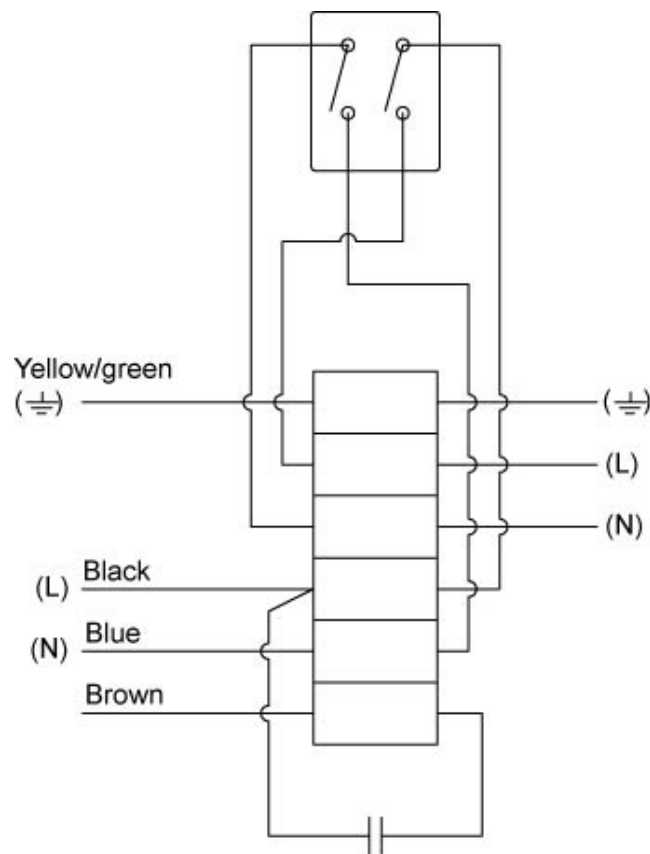 Yellow/green
(⏚) (⏚)
(L)
(N)
(L) Black
(N) Blue
Brown